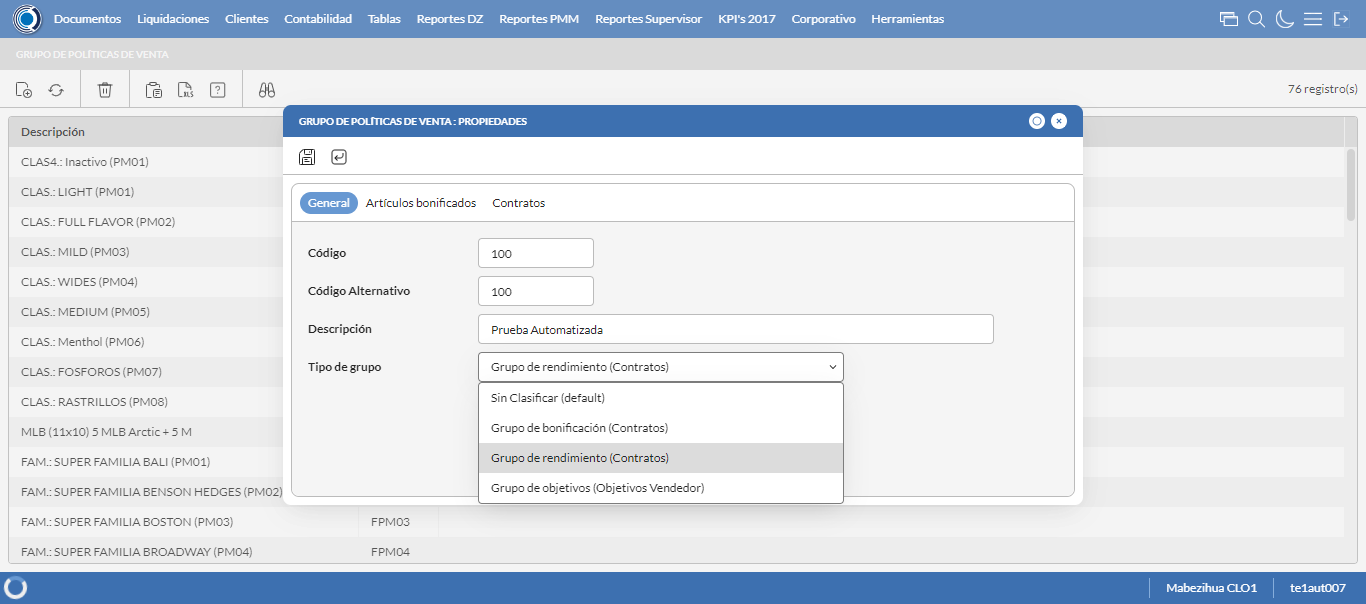 Documentos Liquidaciones Clientes Contabilidad Tablas Reportes DZ Reportes PMM Reportes Supervisor KPI's 2017 Corporativo Herramientas
GRUPO DE POLÍTICAS DE VENTA
XLS ?
76 registro(s)
Descripción
CLAS4.: Inactivo (PM01)
CLAS.: LIGHT (PM01)
CLAS.: FULL FLAVOR (PM02)
CLAS.: MILD (PM03)
CLAS.: WIDES (PM04)
CLAS.: MEDIUM (PM05)
CLAS.: Menthol (PM06)
CLAS.: FOSFOROS (PM07)
CLAS.: RASTRILLOS (PM08)
MLB (11x10) 5 MLB Arctic + 5 M
FAM.: SUPER FAMILIA BALI (PM01)
FAM.: SUPER FAMILIA BENSON HEDGES (PM02)
FAM.: SUPER FAMILIA BOSTON (PM03) FPM03
FAM.: SUPER FAMILIA BROADWAY (PM04) FPM04
GRUPO DE POLÍTICAS DE VENTA : PROPIEDADES
General Artículos bonificados Contratos
Código 100
Código Alternativo 100
Descripción Prueba Automatizada
Tipo de grupo Grupo de rendimiento (Contratos)
Sin Clasificar (default)
Grupo de bonificación (Contratos)
Grupo de rendimiento (Contratos)
Grupo de objetivos (Objetivos Vendedor)
Mabezihua CLO1 te1aut007